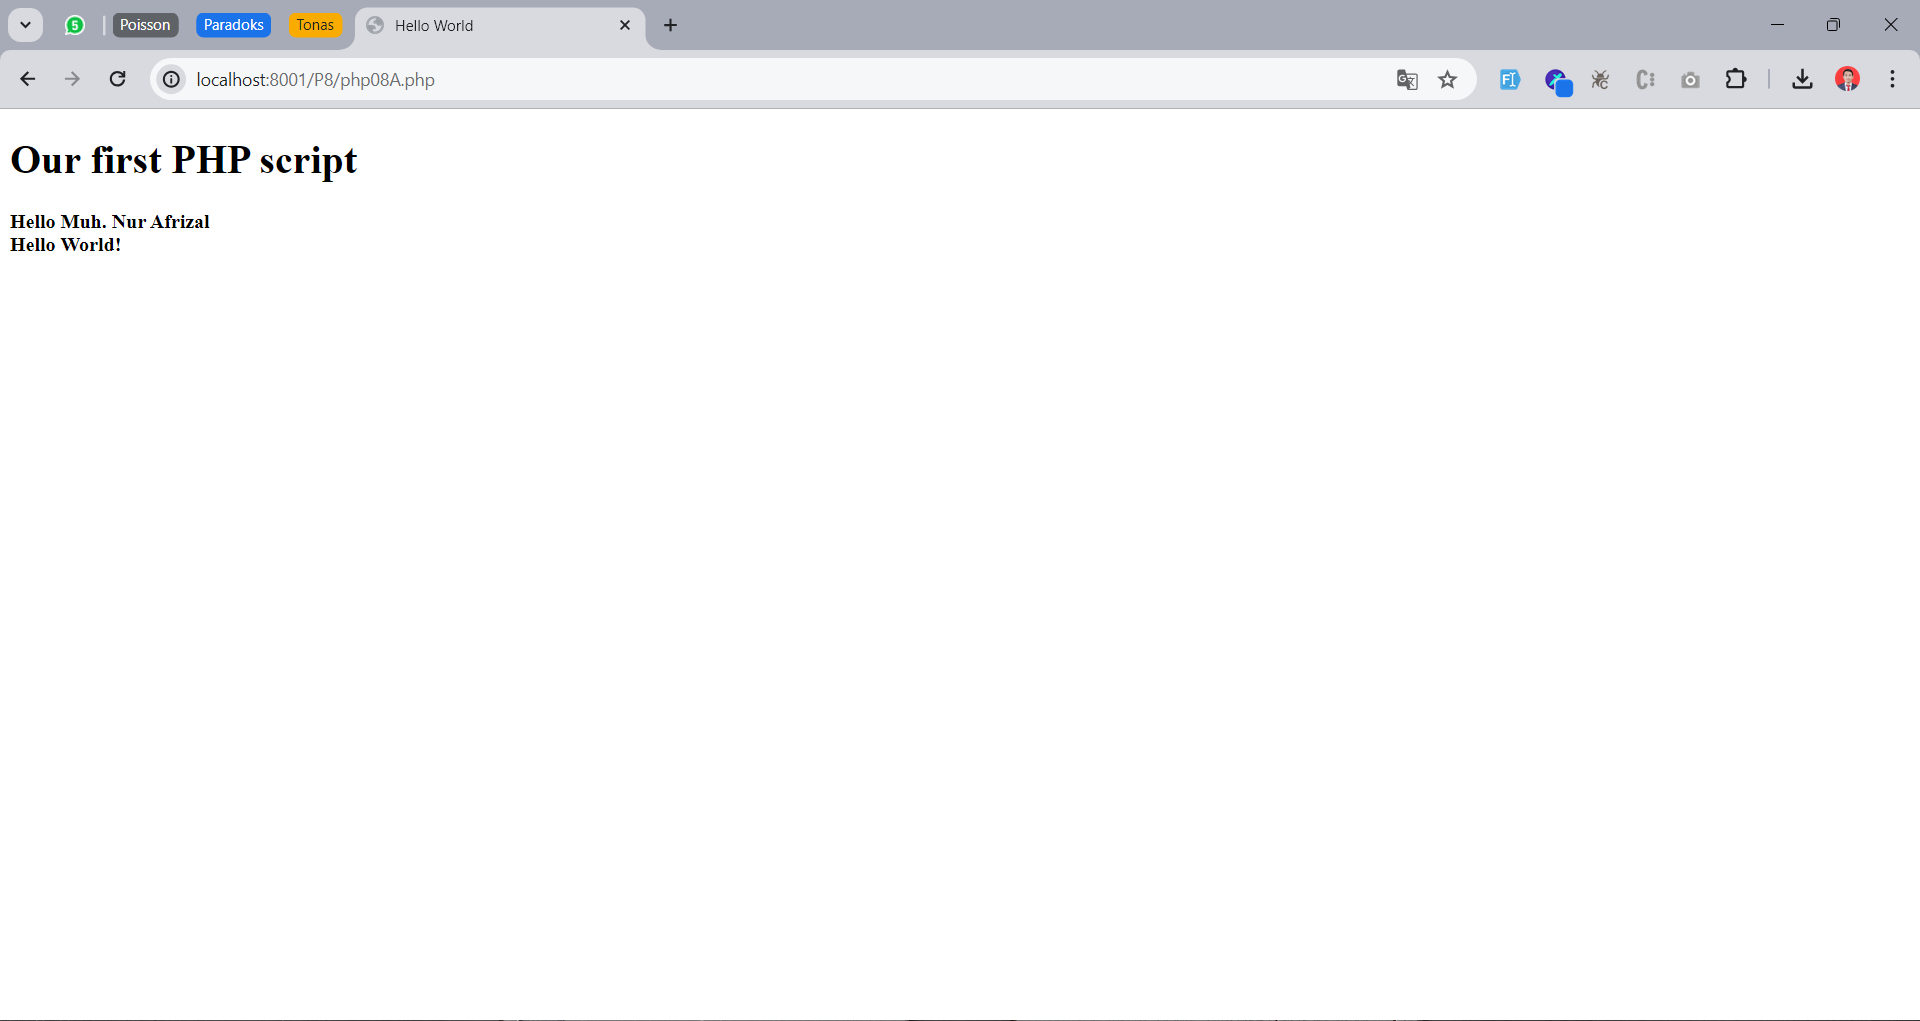 5
Poisson
Paradoks
Tonas
Hello World
localhost:8001/P8/php08A.php
Our first PHP script
Hello Muh. Nur Afrizal
Hello World!